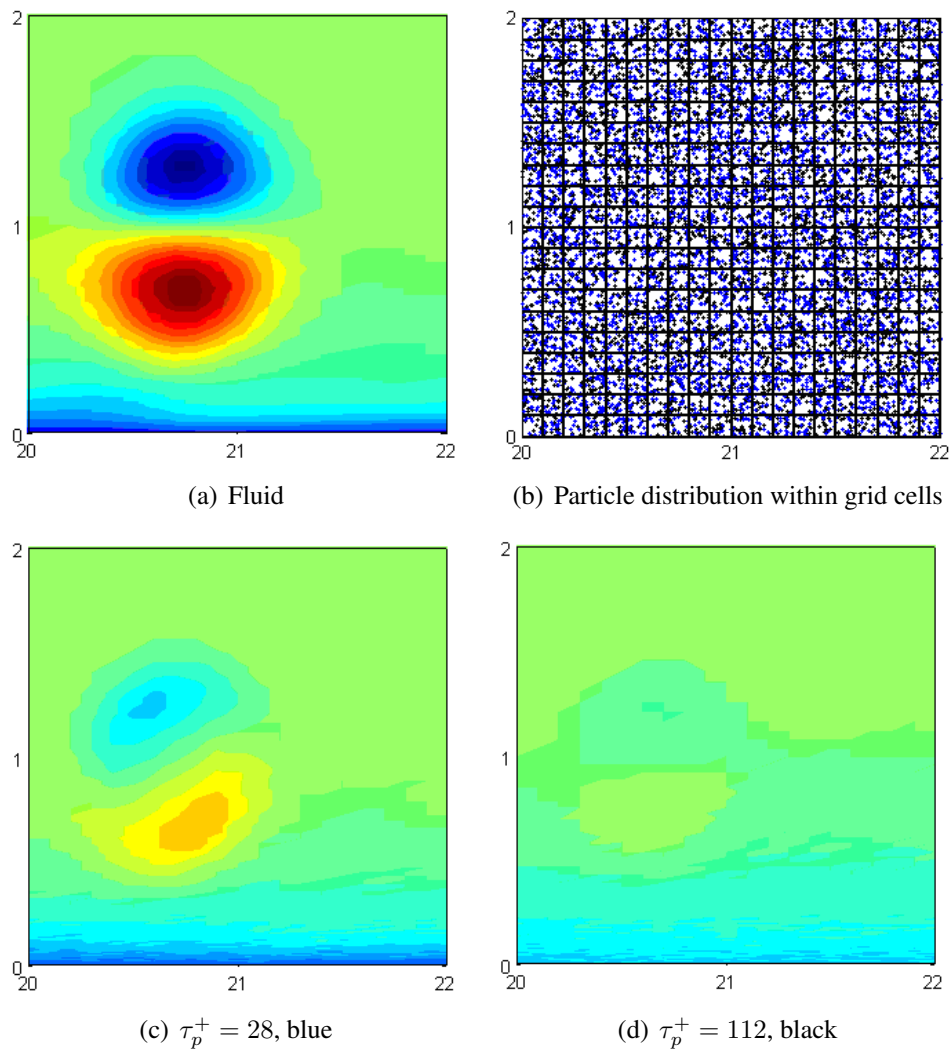 2
1
0
20 21 22
(a) Fluid
2
1
0
20 21 22
(b) Particle distribution within grid cells
2
1
0
20 21 22
(c) τ_p^+ = 28, blue
2
1
0
20 21 22
(d) τ_p^+ = 112, black